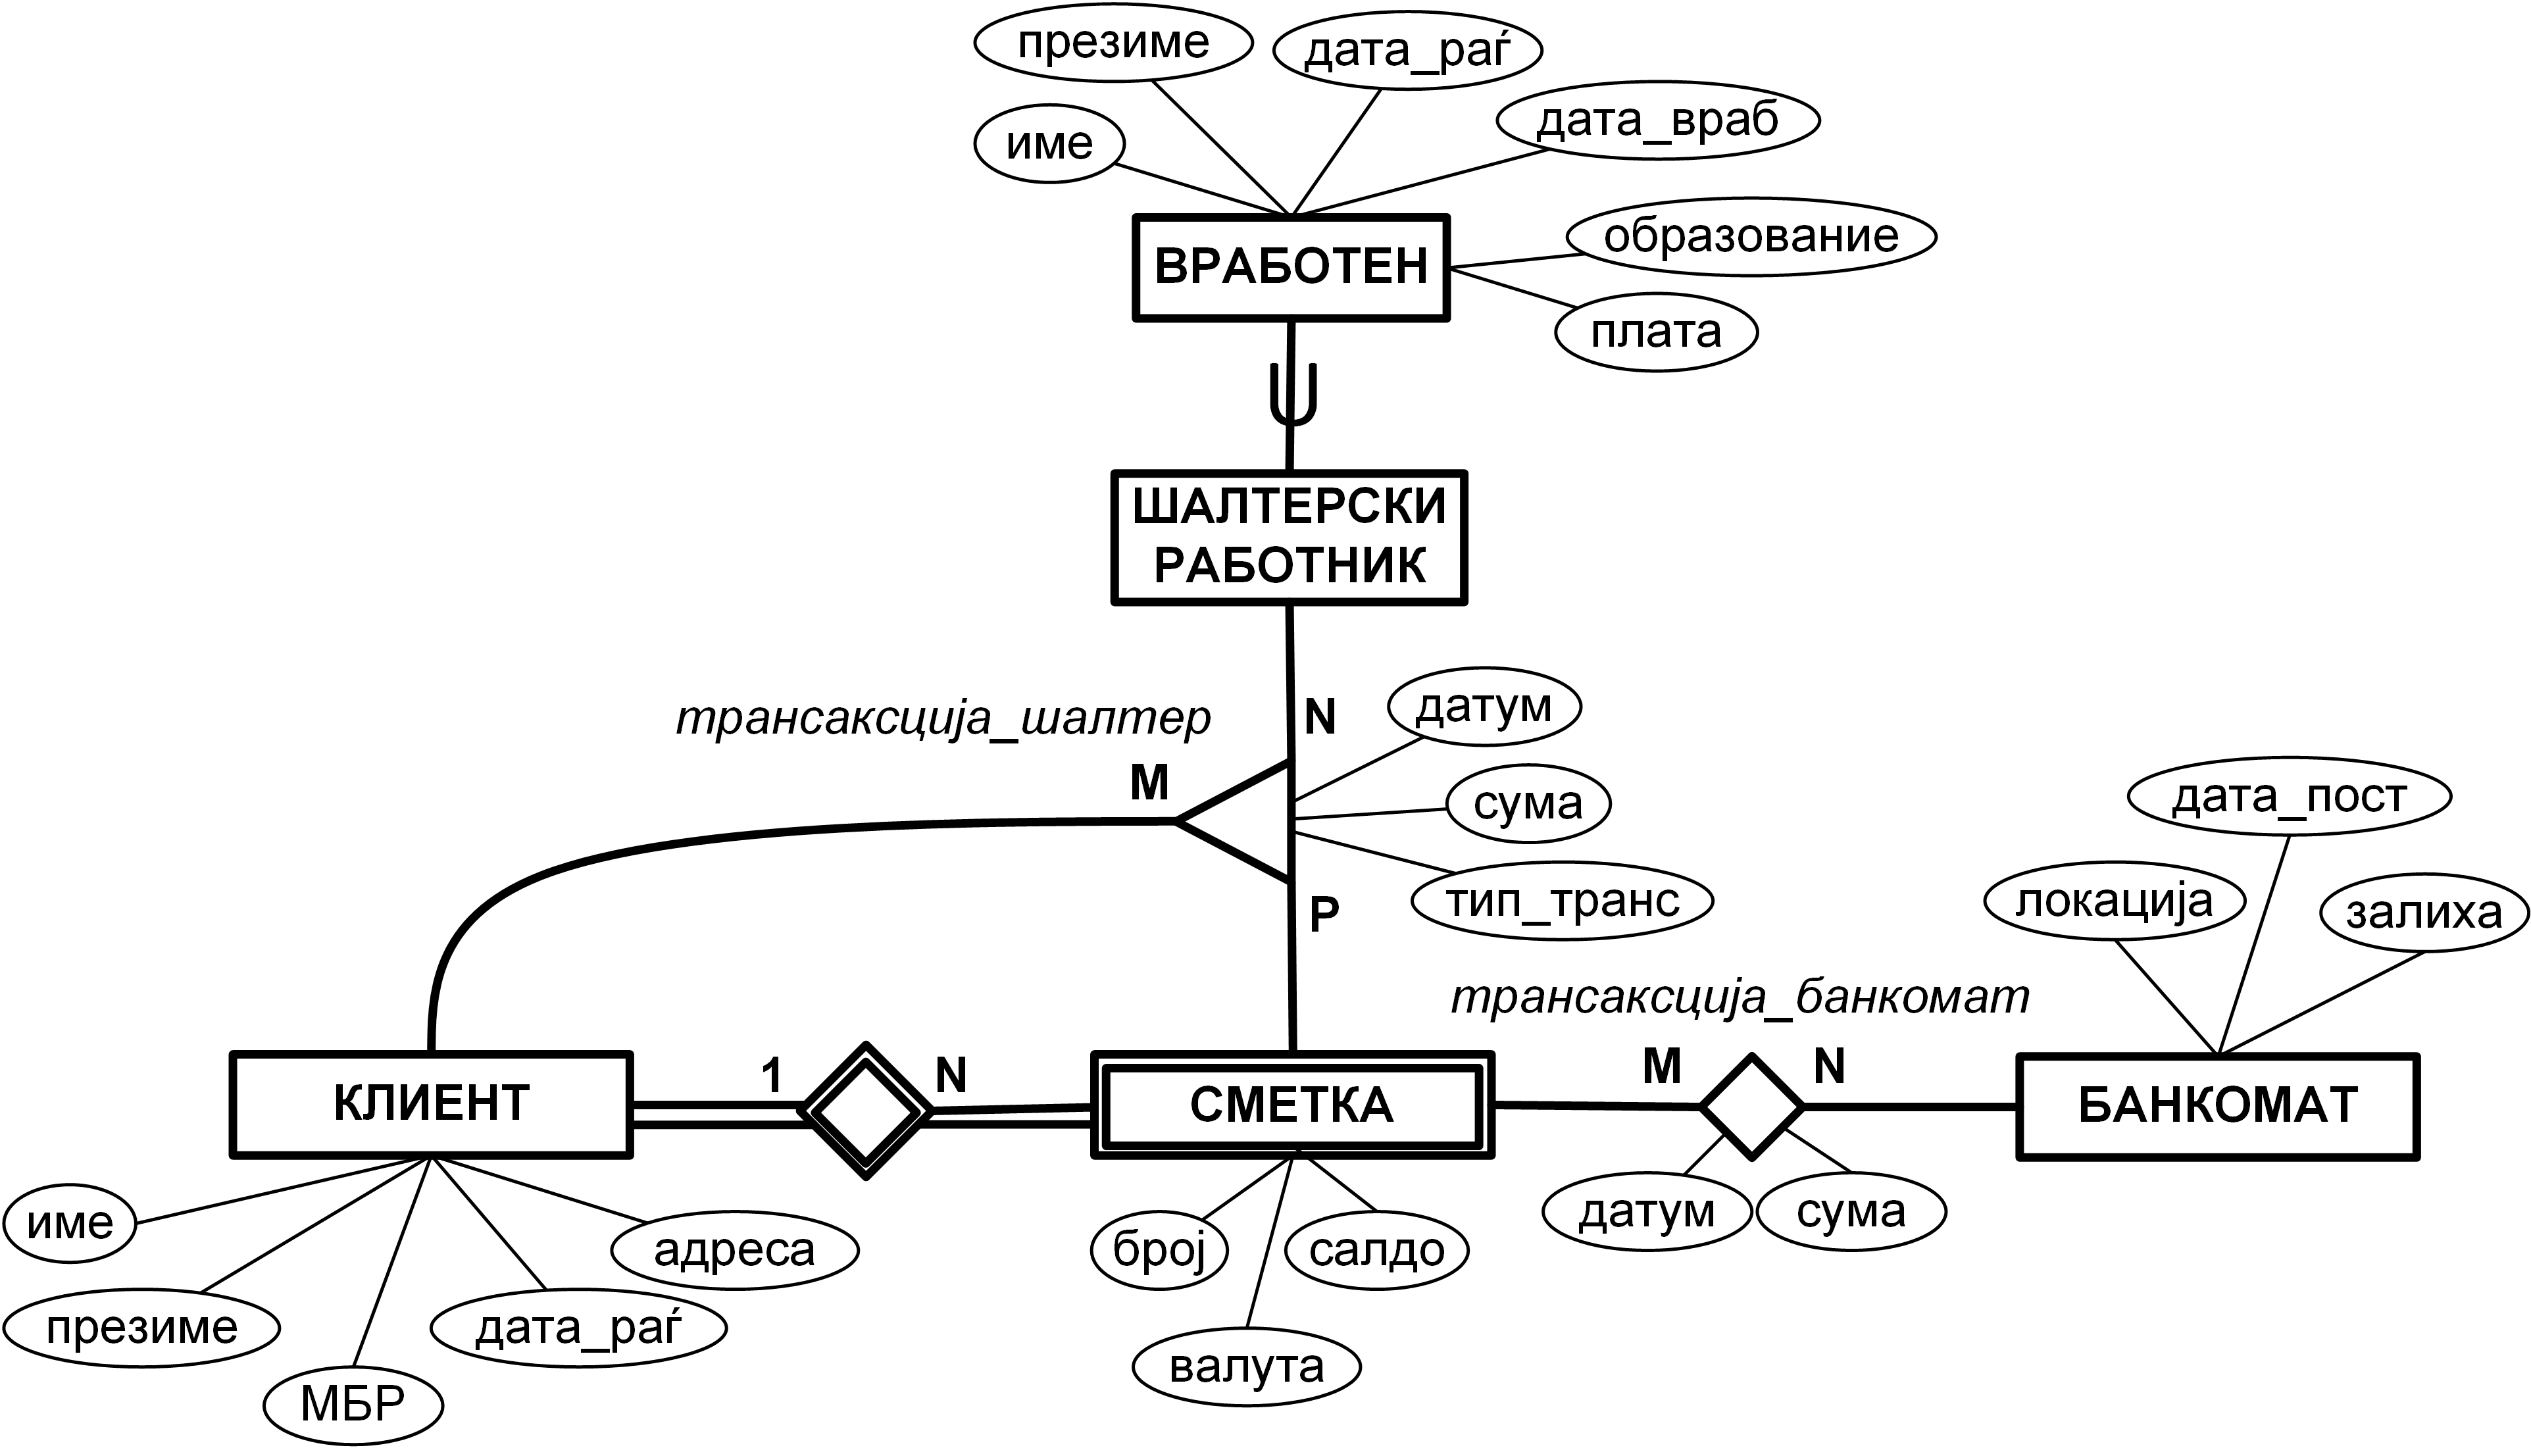 презиме
дата_раѓ
дата_враб
име
образование
ВРАБОТЕН
плата
ШАЛТЕРСКИ
РАБОТНИК
трансаксција_шалтер
N
датум
M
сума
тип_транс
P
дата_пост
локација
залиха
трансаксција_банкомат
КЛИЕНТ
1
N
СМЕТКА
M
N
БАНКОМАТ
име
презиме
МБР
дата_раѓ
адреса
број
валута
салдо
датум
сума